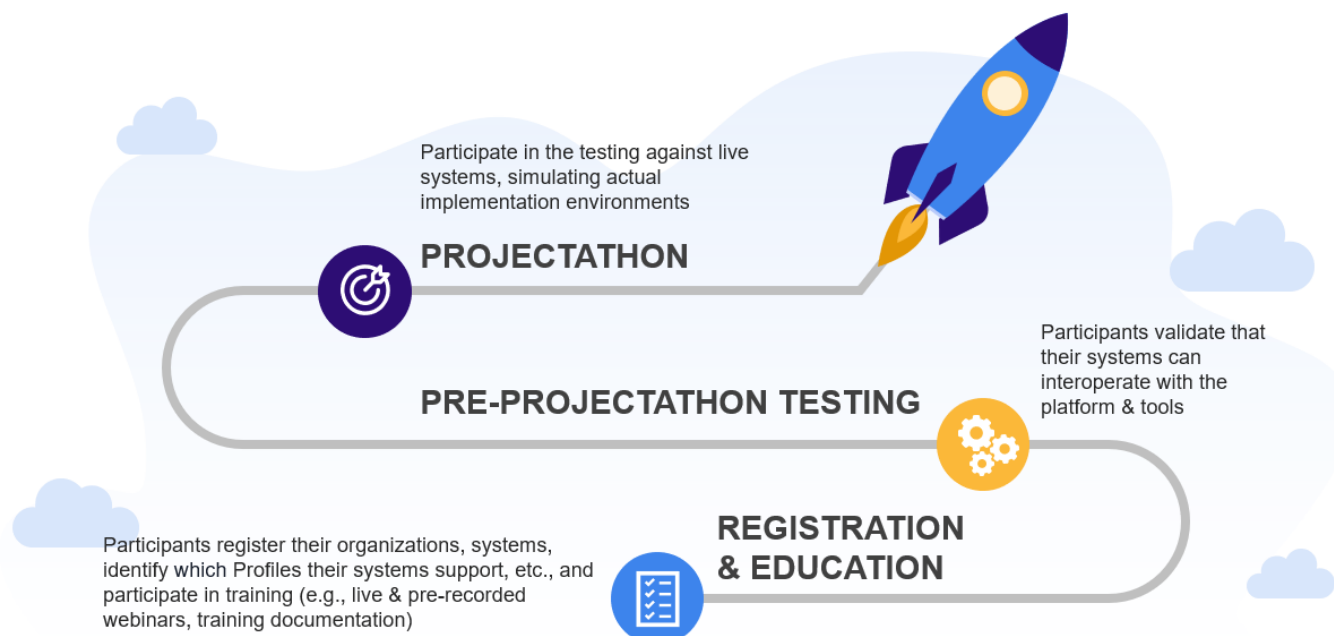 Participate in the testing against live
systems, simulating actual
implementation environments
PROJECTATHON
Participants validate that
their systems can
interoperate with the
platform & tools
PRE-PROJECTATHON TESTING
REGISTRATION
& EDUCATION
Participants register their organizations, systems,
identify which Profiles their systems support, etc., and
participate in training (e.g., live & pre-recorded
webinars, training documentation)